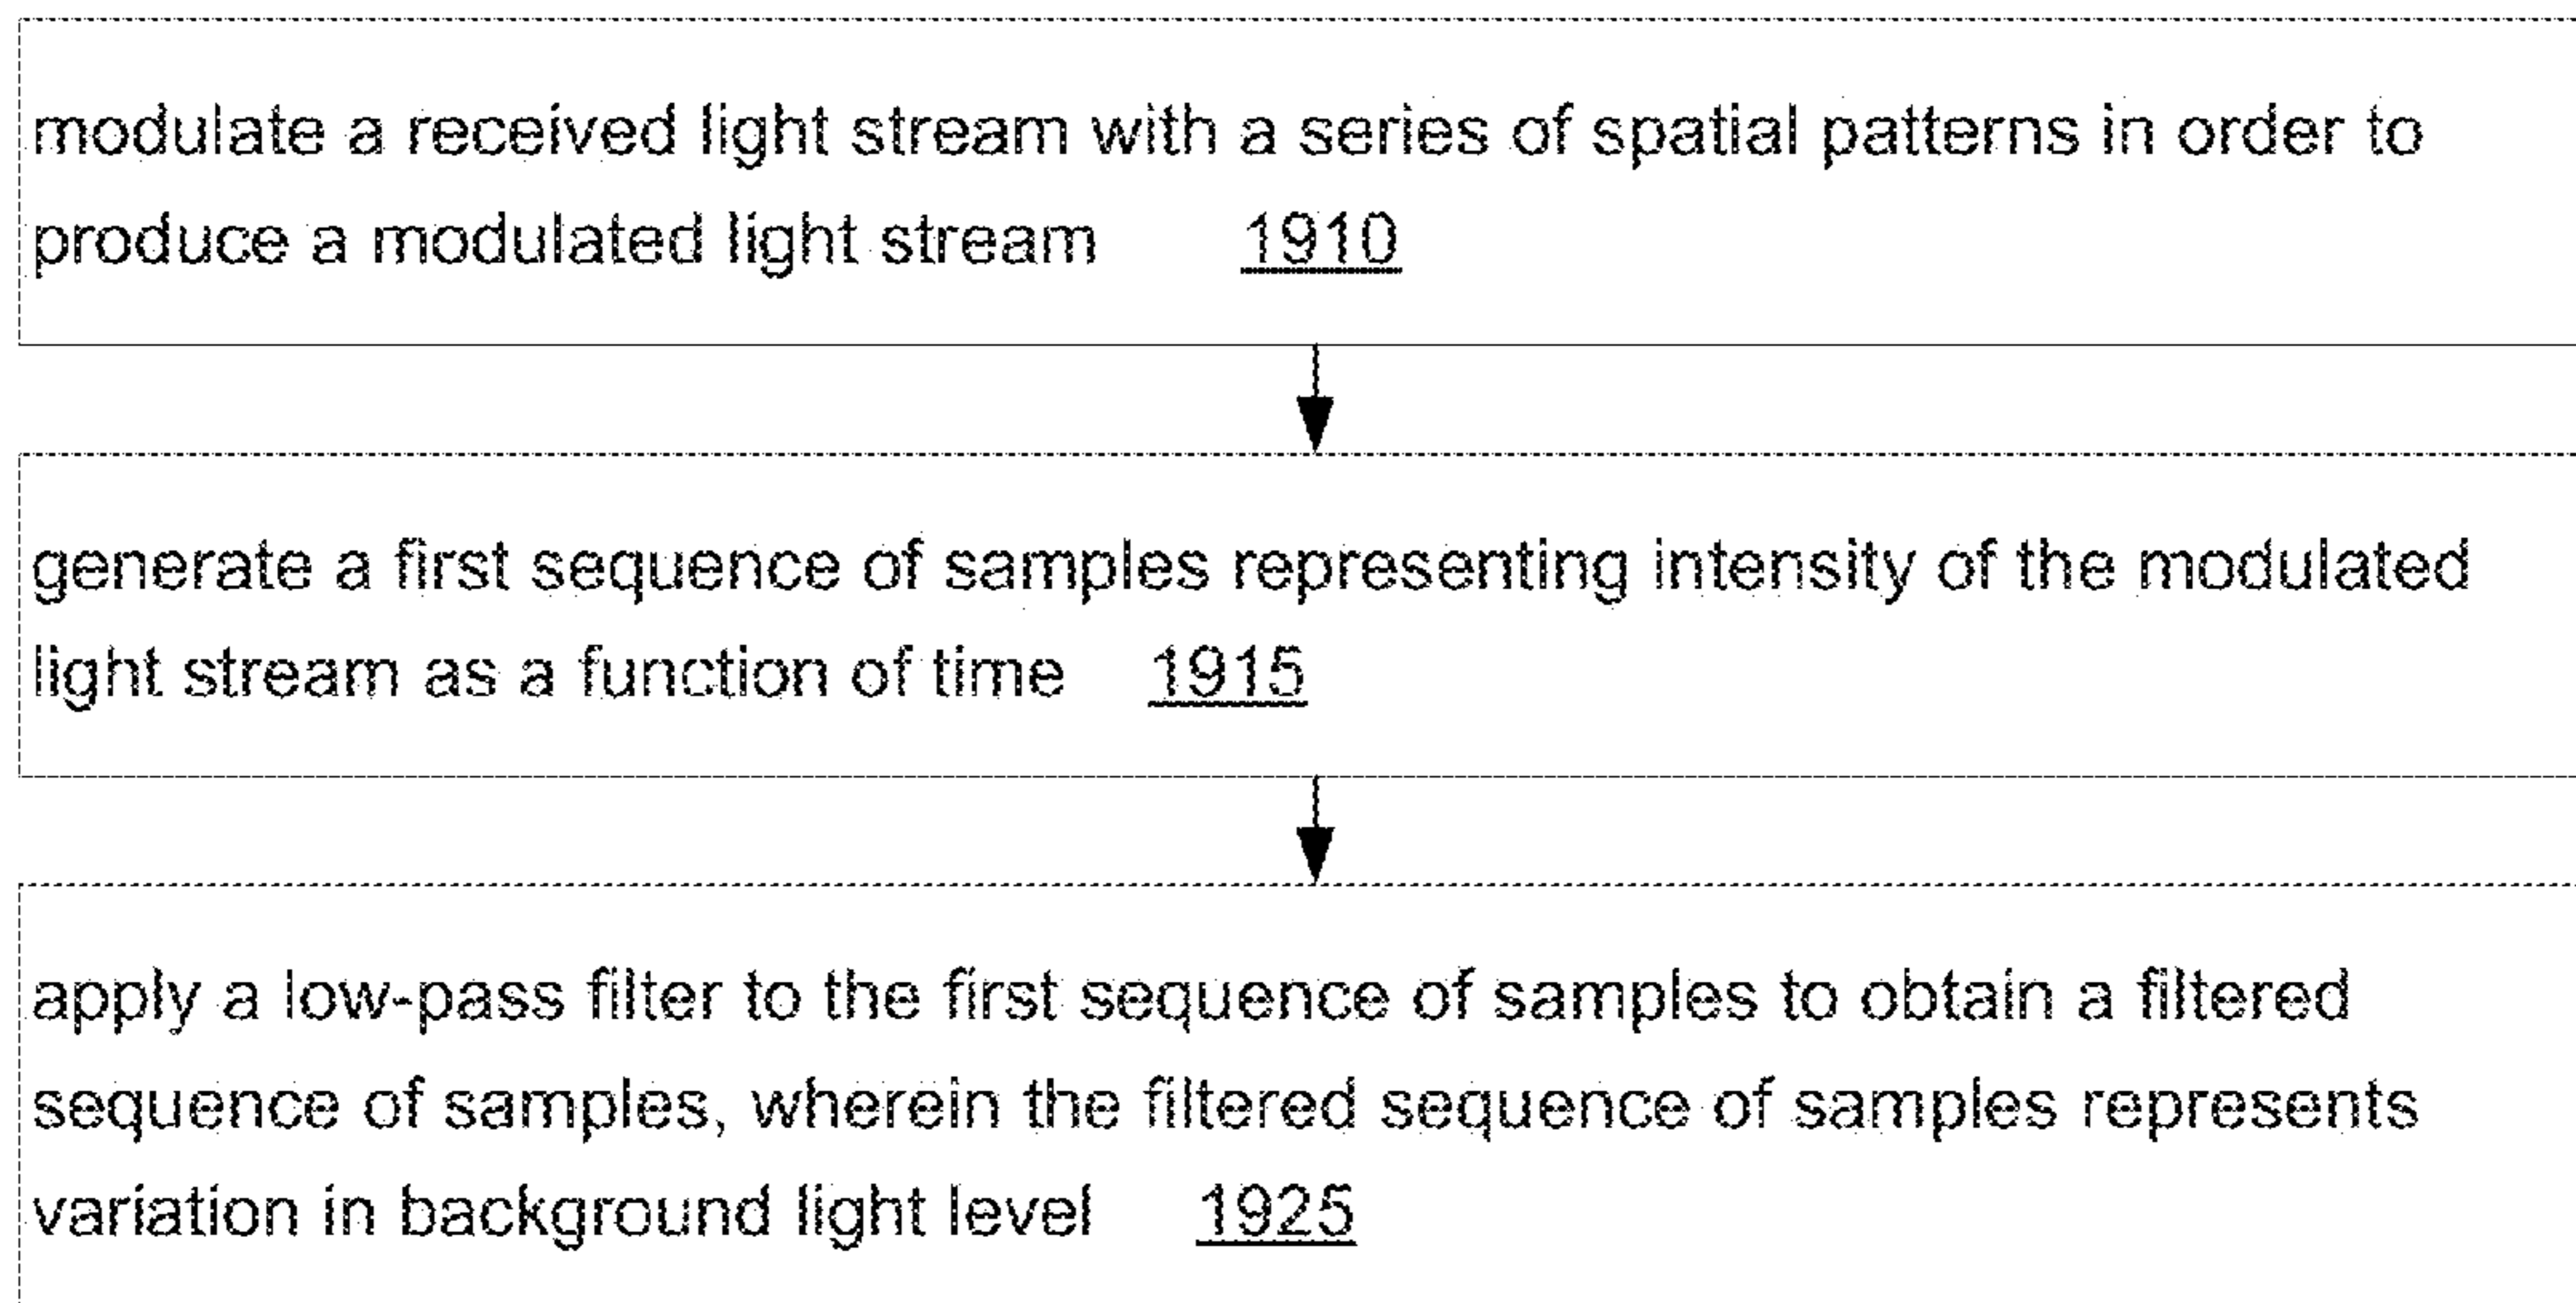 modulate a received light stream with a series of spatial patterns in order to
produce a modulated light stream 1910
generate a first sequence of samples representing intensity of the modulated
light stream as a function of time 1915
apply a low-pass filter to the first sequence of samples to obtain a filtered
sequence of samples, wherein the filtered sequence of samples represents
variation in background light level 1925